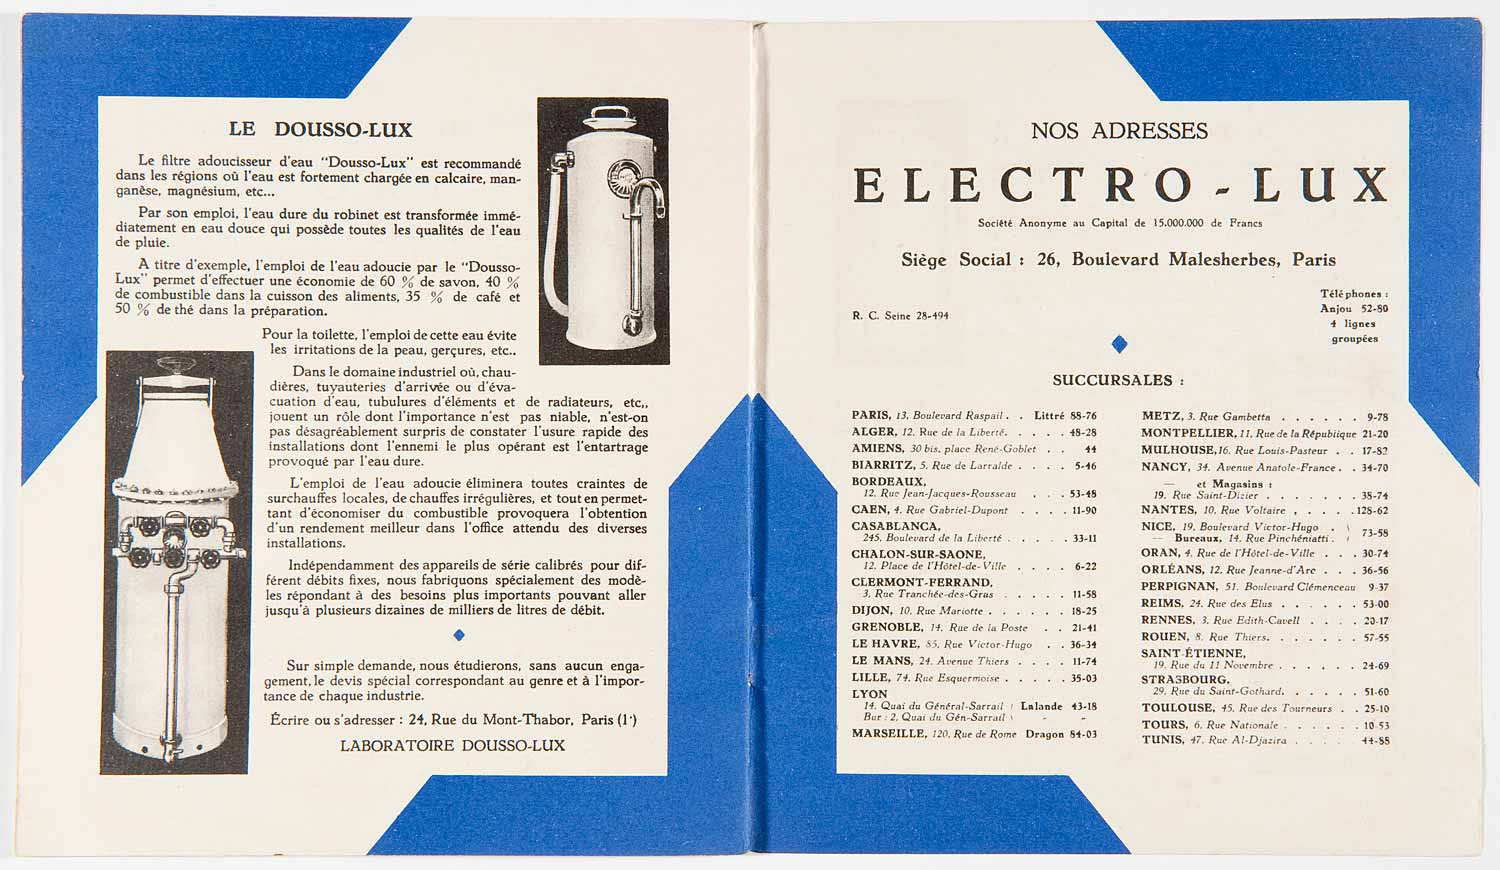 LE DOUSSO-LUX
Le filtre adoucisseur d'eau "Dousso-Lux" est recommandé
dans les régions où l'eau est fortement chargée en calcaire, man-
ganèse, magnésium, etc...
Par son emploi, l'eau dure du robinet est transformée immé-
diatement en eau douce qui possède toutes les qualités de l'eau
de pluie.
A titre d'exemple, l'emploi de l'eau adoucie par le "Dousso-
Lux" permet d'effectuer une économie de 60 % de savon, 40 %
de combustible dans la cuisson des aliments, 35 % de café et
50 % de thé dans la préparation.
Pour la toilette, l'emploi de cette eau évite
les irritations de la peau, gerçures, etc..
Dans le domaine industriel où, chau-
dières, tuyauteries d'arrivée ou d'éva-
cuation d'eau, tubulures d'éléments et de radiateurs, etc,,
jouent un rôle dont l'importance n'est pas niable, n'est-on
pas désagréablement surpris de constater l'usure rapide des
installations dont l'ennemi le plus opérant est l'entartrage
provoqué par l'eau dure.
L'emploi de l'eau adoucie éliminera toutes craintes de
surchauffes locales, de chauffes irrégulières, et tout en permet-
tant d'économiser du combustible provoquera l'obtention
d'un rendement meilleur dans l'office attendu des diverses
installations.
Indépendamment des appareils de série calibrés pour dif-
férent débits fixes, nous fabriquons spécialement des modè-
les répondant à des besoins plus importants pouvant aller
jusqu'à plusieurs dizaines de milliers de litres de débit.
Sur simple demande, nous étudierons, sans aucun enga-
gement, le devis spécial correspondant au genre et à l'impor-
tance de chaque industrie.
Écrire ou s'adresser : 24, Rue du Mont-Thabor, Paris (1ʳ)
LABORATOIRE DOUSSO-LUX
NOS ADRESSES
ELECTRO-LUX
Société Anonyme au Capital de 15.000.000 de Francs
Siège Social : 26, Boulevard Malesherbes, Paris
R. C. Seine 28-494
Téléphones :
Anjou 52-80
4 lignes
groupées
SUCCURSALES :
PARIS, 13. Boulevard Raspail . . Littré 88-76
ALGER, 12. Rue de la Liberté. . . . . 48-28
AMIENS, 30 bis. place René-Goblet . . 44
BIARRITZ, 5. Rue de Larralde . . . . 5-46
BORDEAUX,
12. Rue Jean-Jacques-Rousseau . . . 53-48
CAEN, 4. Rue Gabriel-Dupont . . . . 11-90
CASABLANCA,
245. Boulevard de la Liberté . . . . . 33-11
CHALON-SUR-SAONE,
12. Place de l'Hôtel-de-Ville . . . . 6-22
CLERMONT-FERRAND,
3. Rue Tranchée-des-Gras . . . . . 11-58
DIJON, 10. Rue Mariotte . . . . . . 18-25
GRENOBLE, 14. Rue de la Poste . . 21-41
LE HAVRE, 85. Rue Victor-Hugo . . 36-34
LE MANS, 24. Avenue Thiers . . . . 11-74
LILLE, 74. Rue Esquermoise . . . . . 35-03
LYON
14. Quai du Général-Sarrail Lalande 43-18
Bur : 2. Quai du Gén-Sarrail " "
MARSEILLE, 120. Rue de Rome Dragon 84-03
METZ, 3. Rue Gambetta . . . . . . 9-78
MONTPELLIER, 11. Rue de la République 21-20
MULHOUSE, 16. Rue Louis-Pasteur . . 17-82
NANCY, 34. Avenue Anatole-France . . 34-70
— et Magasins :
19. Rue Saint-Dizier . . . . . . . 38-74
NANTES, 10. Rue Voltaire , . . . . .128-62
NICE, 19. Boulevard Victor-Hugo .
— Bureaux, 14. Rue Pinchéniatti . 73-58
ORAN, 4. Rue de l'Hôtel-de-Ville . . . 30-74
ORLÉANS, 12. Rue Jeanne-d'Arc . . . 36-56
PERPIGNAN, 51. Boulevard Clémenceau 9-37
REIMS, 24. Rue des Elus . . . . . . 53-00
RENNES, 3. Rue Edith-Cavell . . . . 20-17
ROUEN, 8. Rue Thiers. . . . . . . 57-55
SAINT-ÉTIENNE,
19. Rue du 11 Novembre . . . . . . 24-69
STRASBOURG,
29. Rue du Saint-Gothard. . . . . . 51-60
TOULOUSE, 45. Rue des Tourneurs . . 25-10
TOURS, 6. Rue Nationale . . . . . . 10-53
TUNIS, 47. Rue Al-Djazira . . . . . 44-88